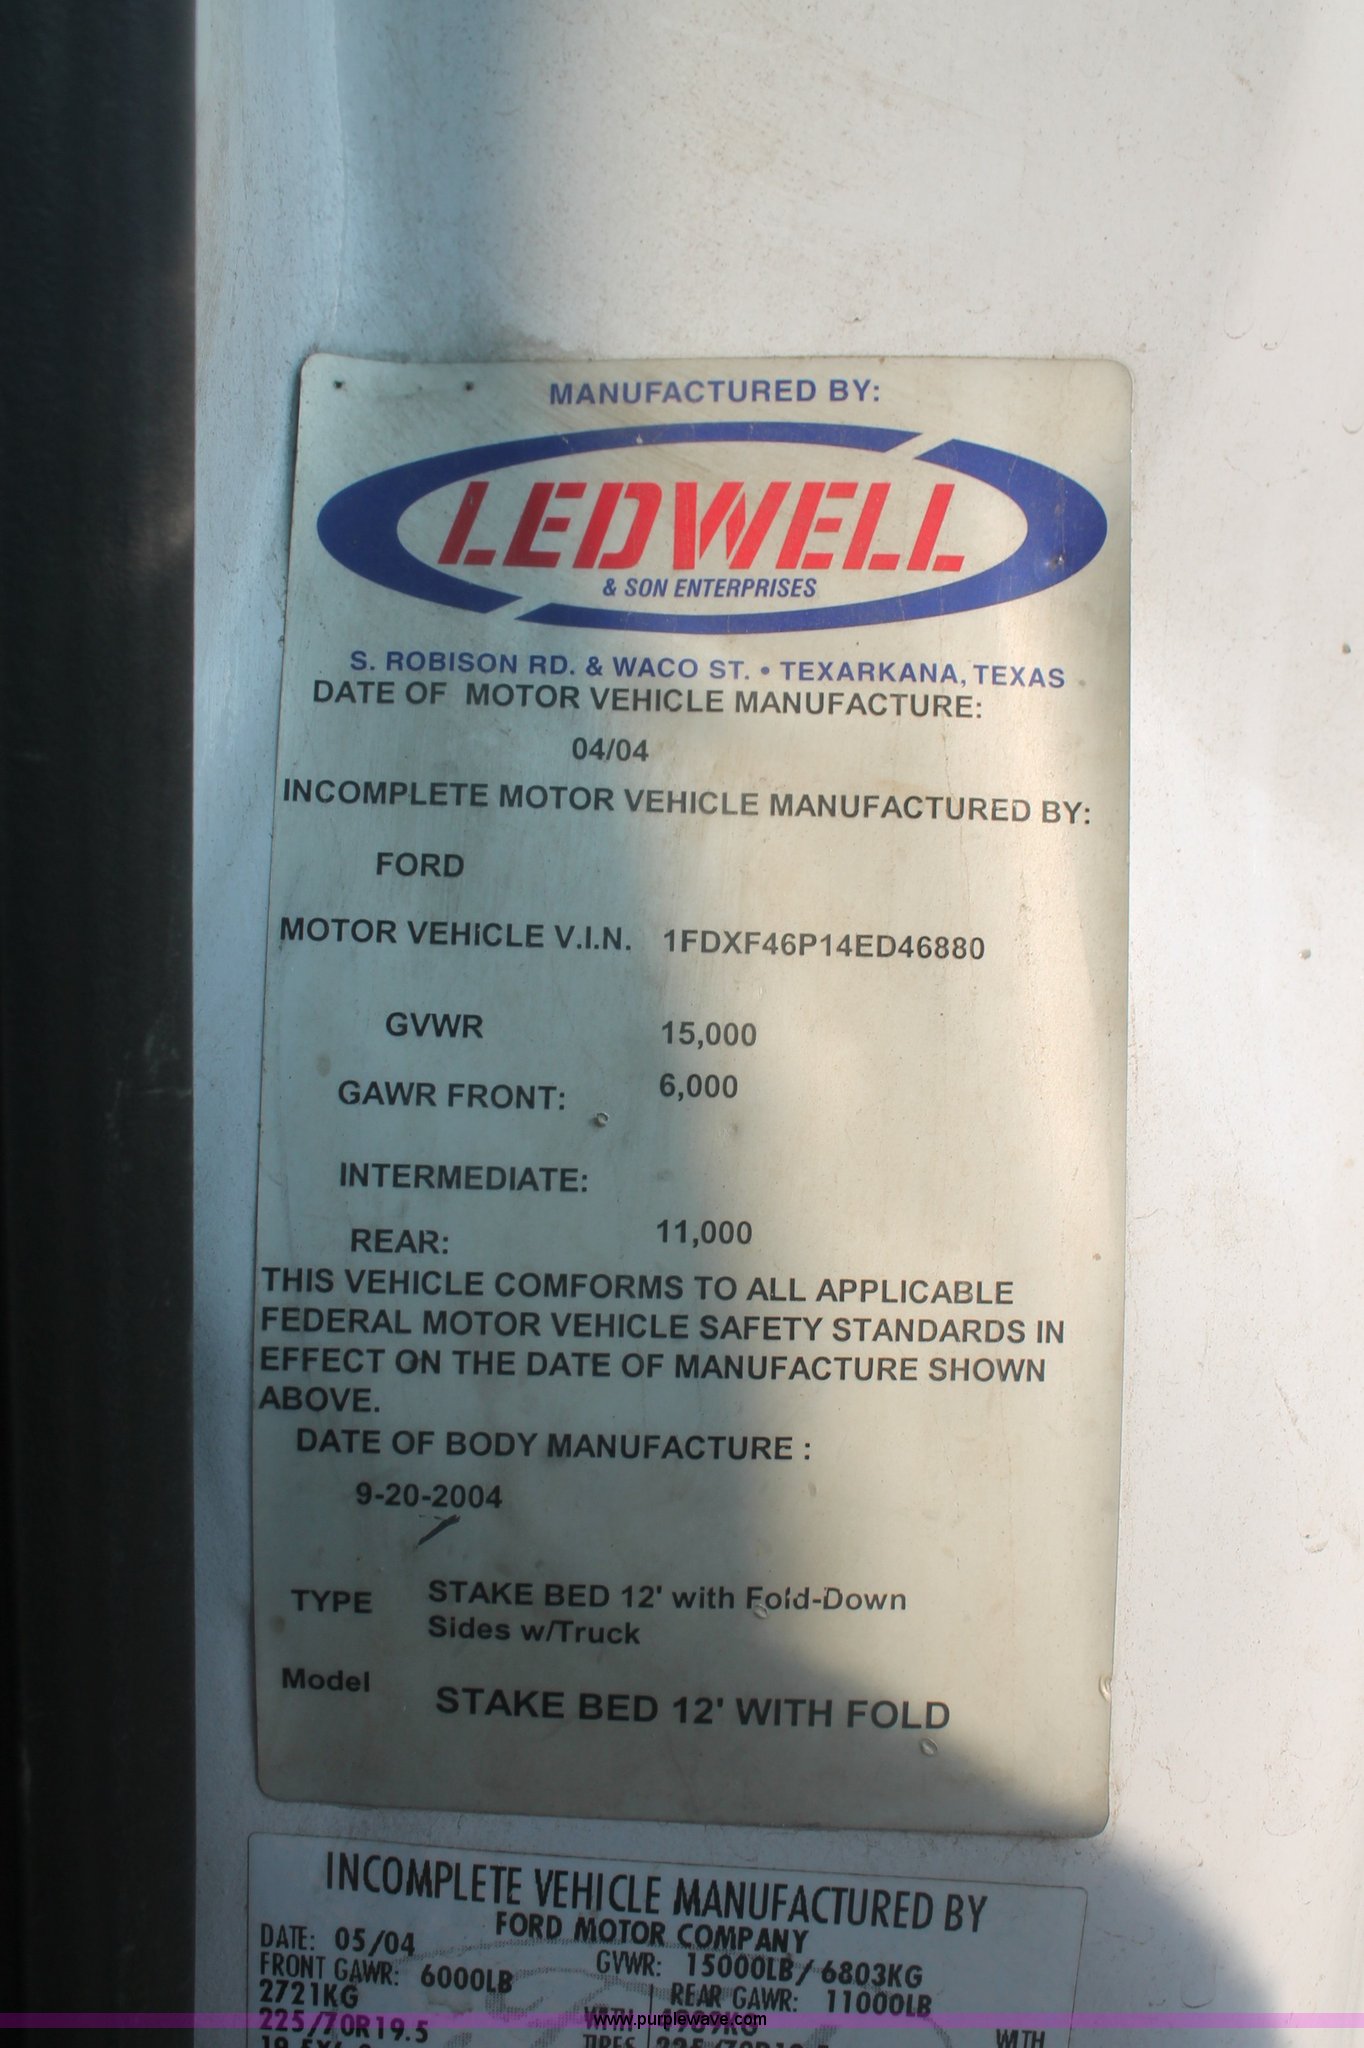 MANUFACTURED BY:
LEDWELL
& SON ENTERPRISES
S. ROBISON RD. & WACO ST. • TEXARKANA, TEXAS
DATE OF MOTOR VEHICLE MANUFACTURE:
04/04
INCOMPLETE MOTOR VEHICLE MANUFACTURED BY:
FORD
MOTOR VEHICLE V.I.N. 1FDXF46P14ED46880
GVWR 15,000
GAWR FRONT: 6,000
INTERMEDIATE:
REAR: 11,000
THIS VEHICLE COMFORMS TO ALL APPLICABLE
FEDERAL MOTOR VEHICLE SAFETY STANDARDS IN
EFFECT ON THE DATE OF MANUFACTURE SHOWN
ABOVE.
DATE OF BODY MANUFACTURE :
9-20-2004
TYPE STAKE BED 12' with Fold-Down
Sides w/Truck
Model STAKE BED 12' WITH FOLD
INCOMPLETE VEHICLE MANUFACTURED BY
FORD MOTOR COMPANY
DATE: 05/04 GVWR: 15000LB/ 6803KG
FRONT GAWR: 6000LB REAR GAWR: 11000LB
2721KG 4989KG
225/70R19.5 WITH WITH
TIRES
www.purplewave.com